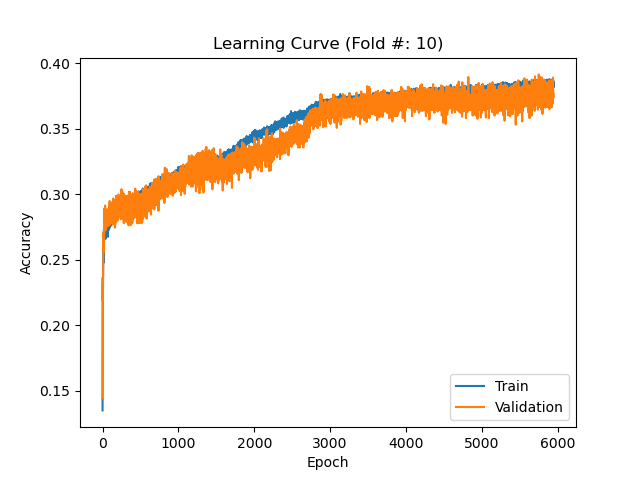 Learning Curve (Fold #: 10)
0.40
0.35
0.30
0.25
0.20
0.15
Accuracy
0 1000 2000 3000 4000 5000 6000
Epoch
Train
Validation